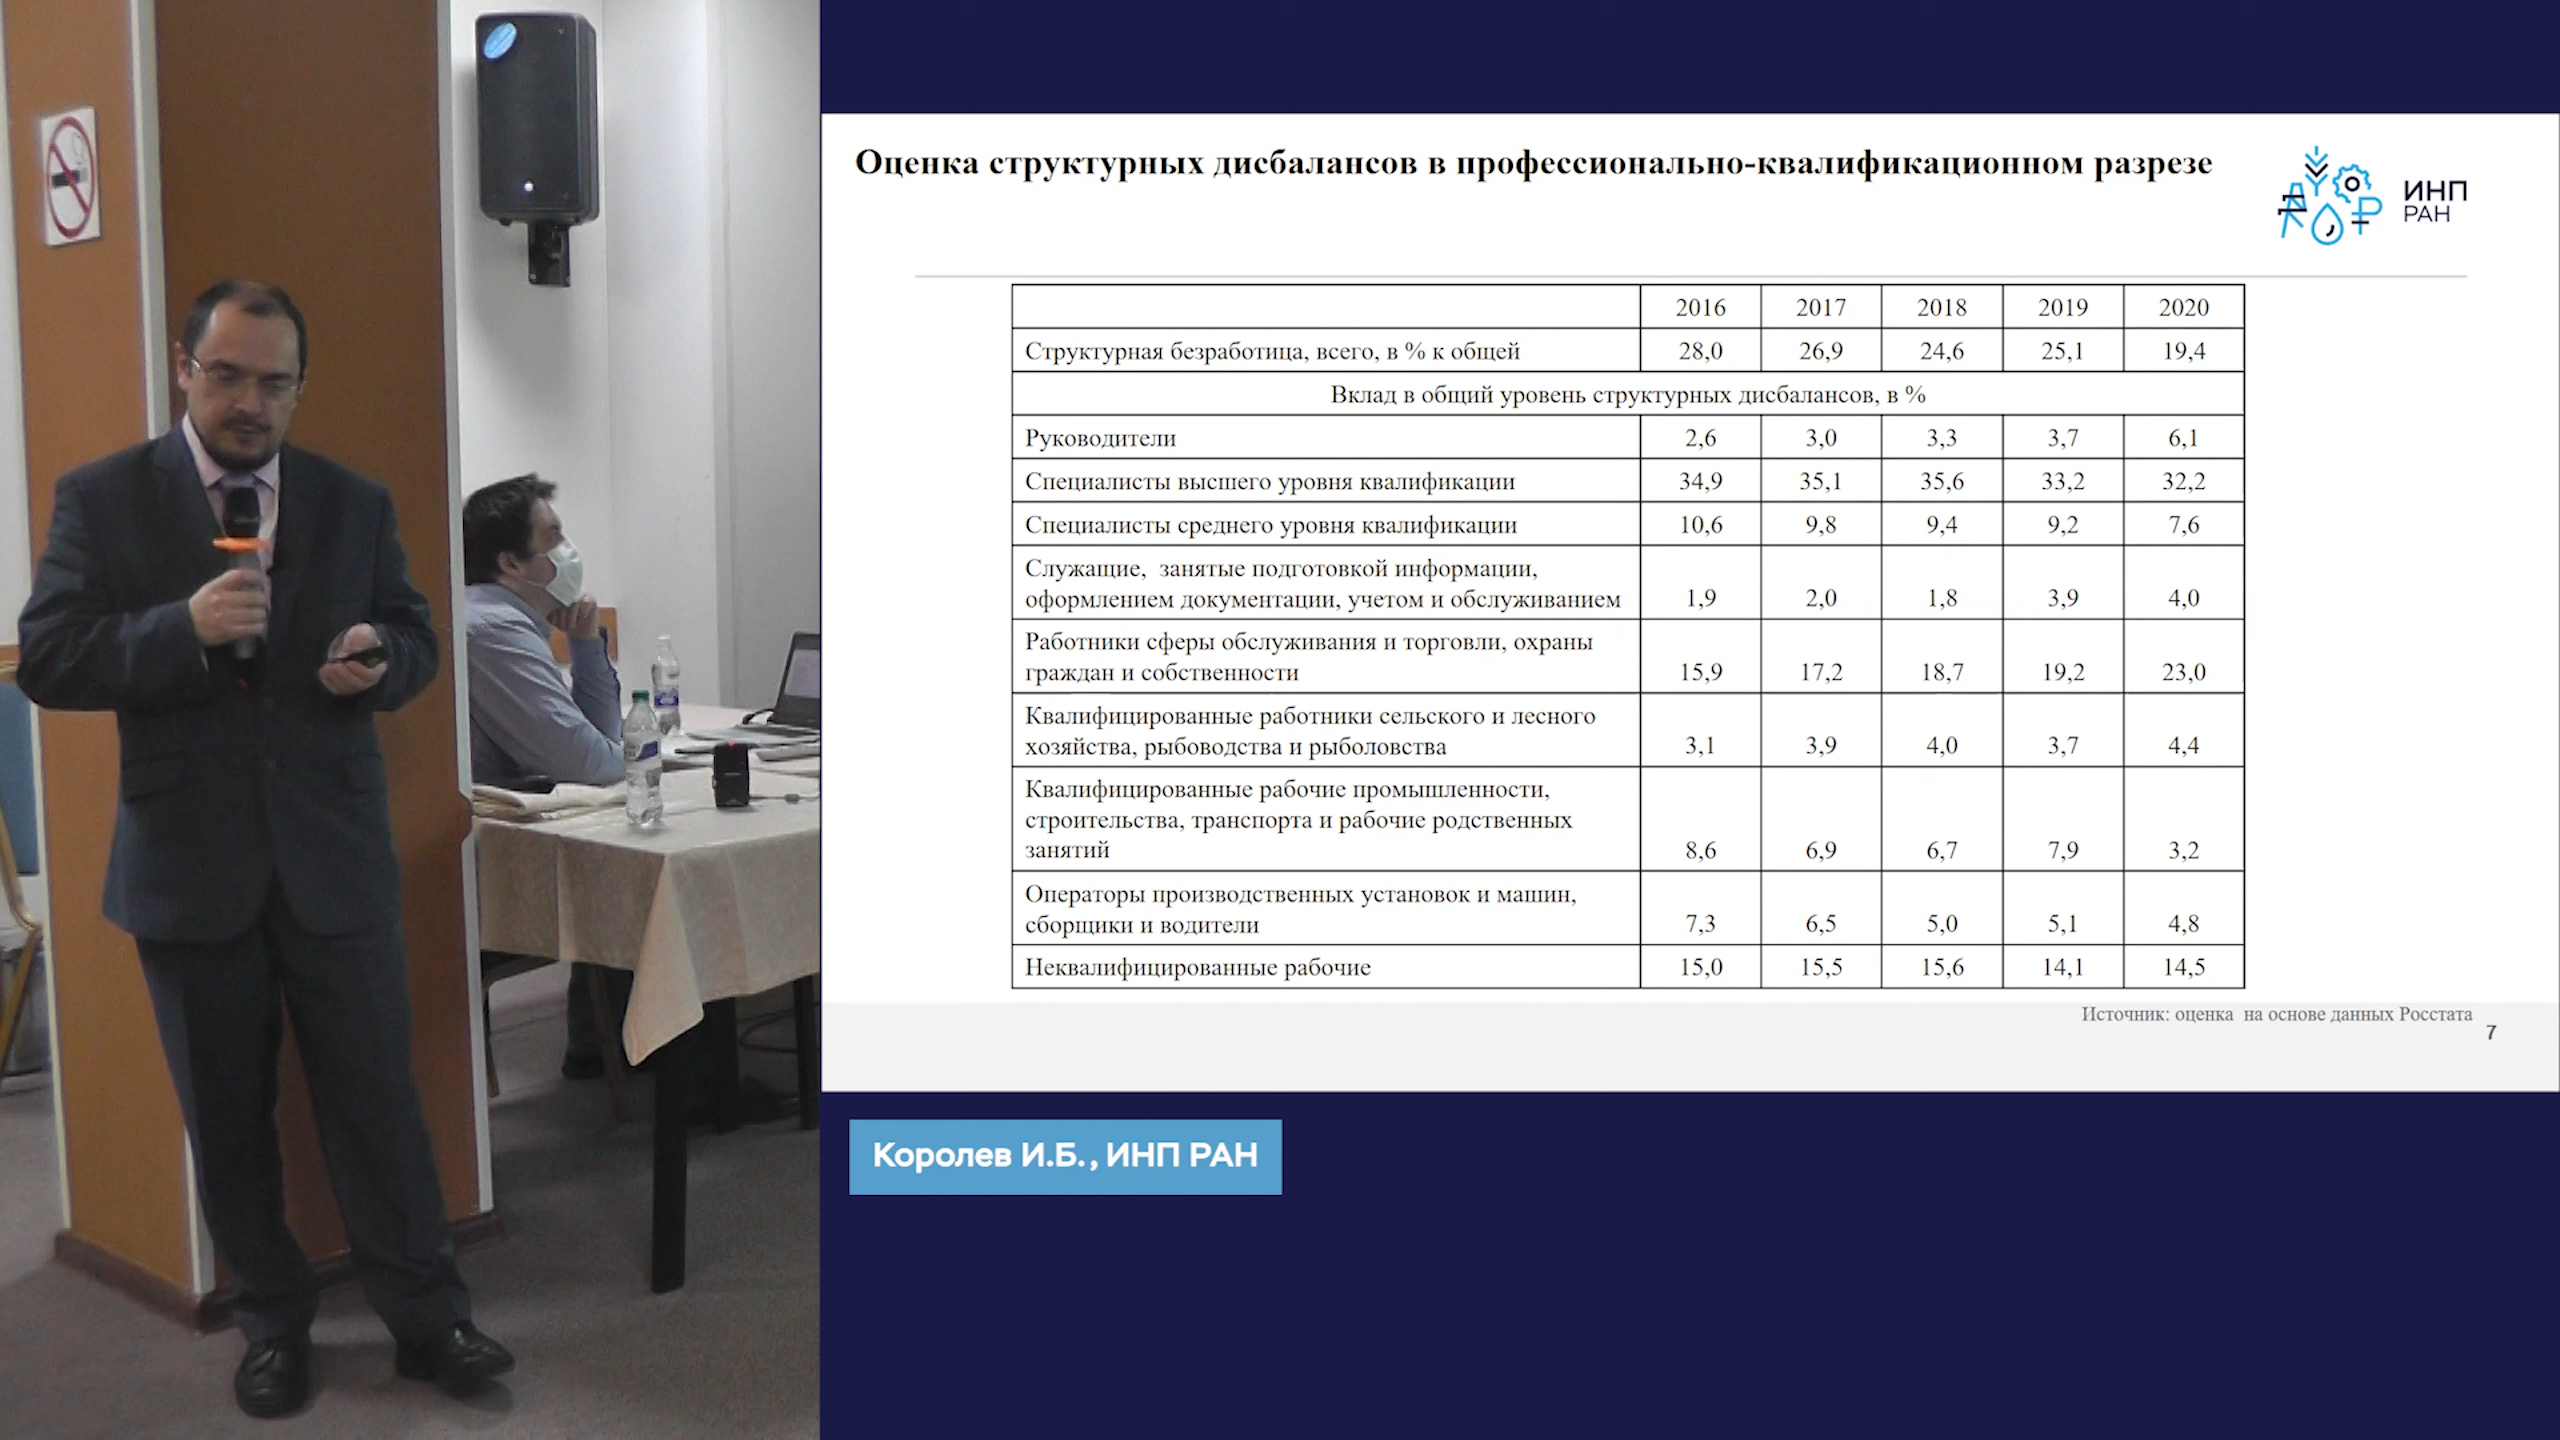 Оценка структурных дисбалансов в профессионально-квалификационном разрезе
ИНП
РАН
2016 2017 2018 2019 2020
Структурная безработица, всего, в % к общей 28,0 26,9 24,6 25,1 19,4
Вклад в общий уровень структурных дисбалансов, в %
Руководители 2,6 3,0 3,3 3,7 6,1
Специалисты высшего уровня квалификации 34,9 35,1 35,6 33,2 32,2
Специалисты среднего уровня квалификации 10,6 9,8 9,4 9,2 7,6
Служащие, занятые подготовкой информации,
оформлением документации, учетом и обслуживанием 1,9 2,0 1,8 3,9 4,0
Работники сферы обслуживания и торговли, охраны
граждан и собственности 15,9 17,2 18,7 19,2 23,0
Квалифицированные работники сельского и лесного
хозяйства, рыбоводства и рыболовства 3,1 3,9 4,0 3,7 4,4
Квалифицированные рабочие промышленности,
строительства, транспорта и рабочие родственных
занятий 8,6 6,9 6,7 7,9 3,2
Операторы производственных установок и машин,
сборщики и водители 7,3 6,5 5,0 5,1 4,8
Неквалифицированные рабочие 15,0 15,5 15,6 14,1 14,5
Источник: оценка на основе данных Росстата
7
Королев И.Б., ИНП РАН